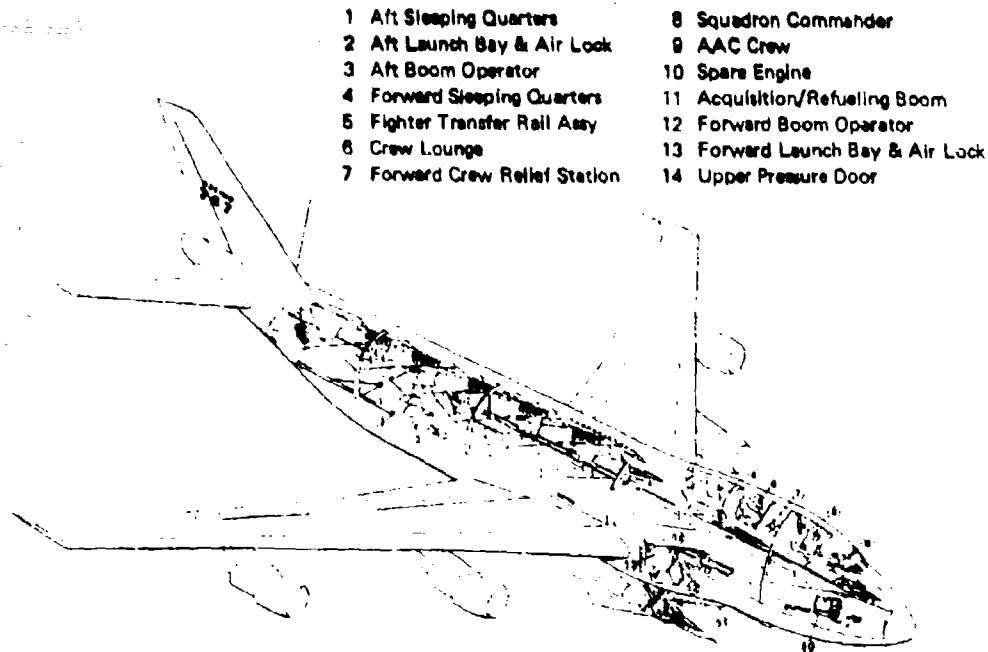 1 Aft Sleeping Quarters
2 Aft Launch Bay & Air Lock
3 Aft Boom Operator
4 Forward Sleeping Quarters
5 Fighter Transfer Rail Assy
6 Crew Lounge
7 Forward Crew Relief Station
8 Squadron Commander
9 AAC Crew
10 Spare Engine
11 Acquisition/Refueling Boom
12 Forward Boom Operator
13 Forward Launch Bay & Air Lock
14 Upper Pressure Door